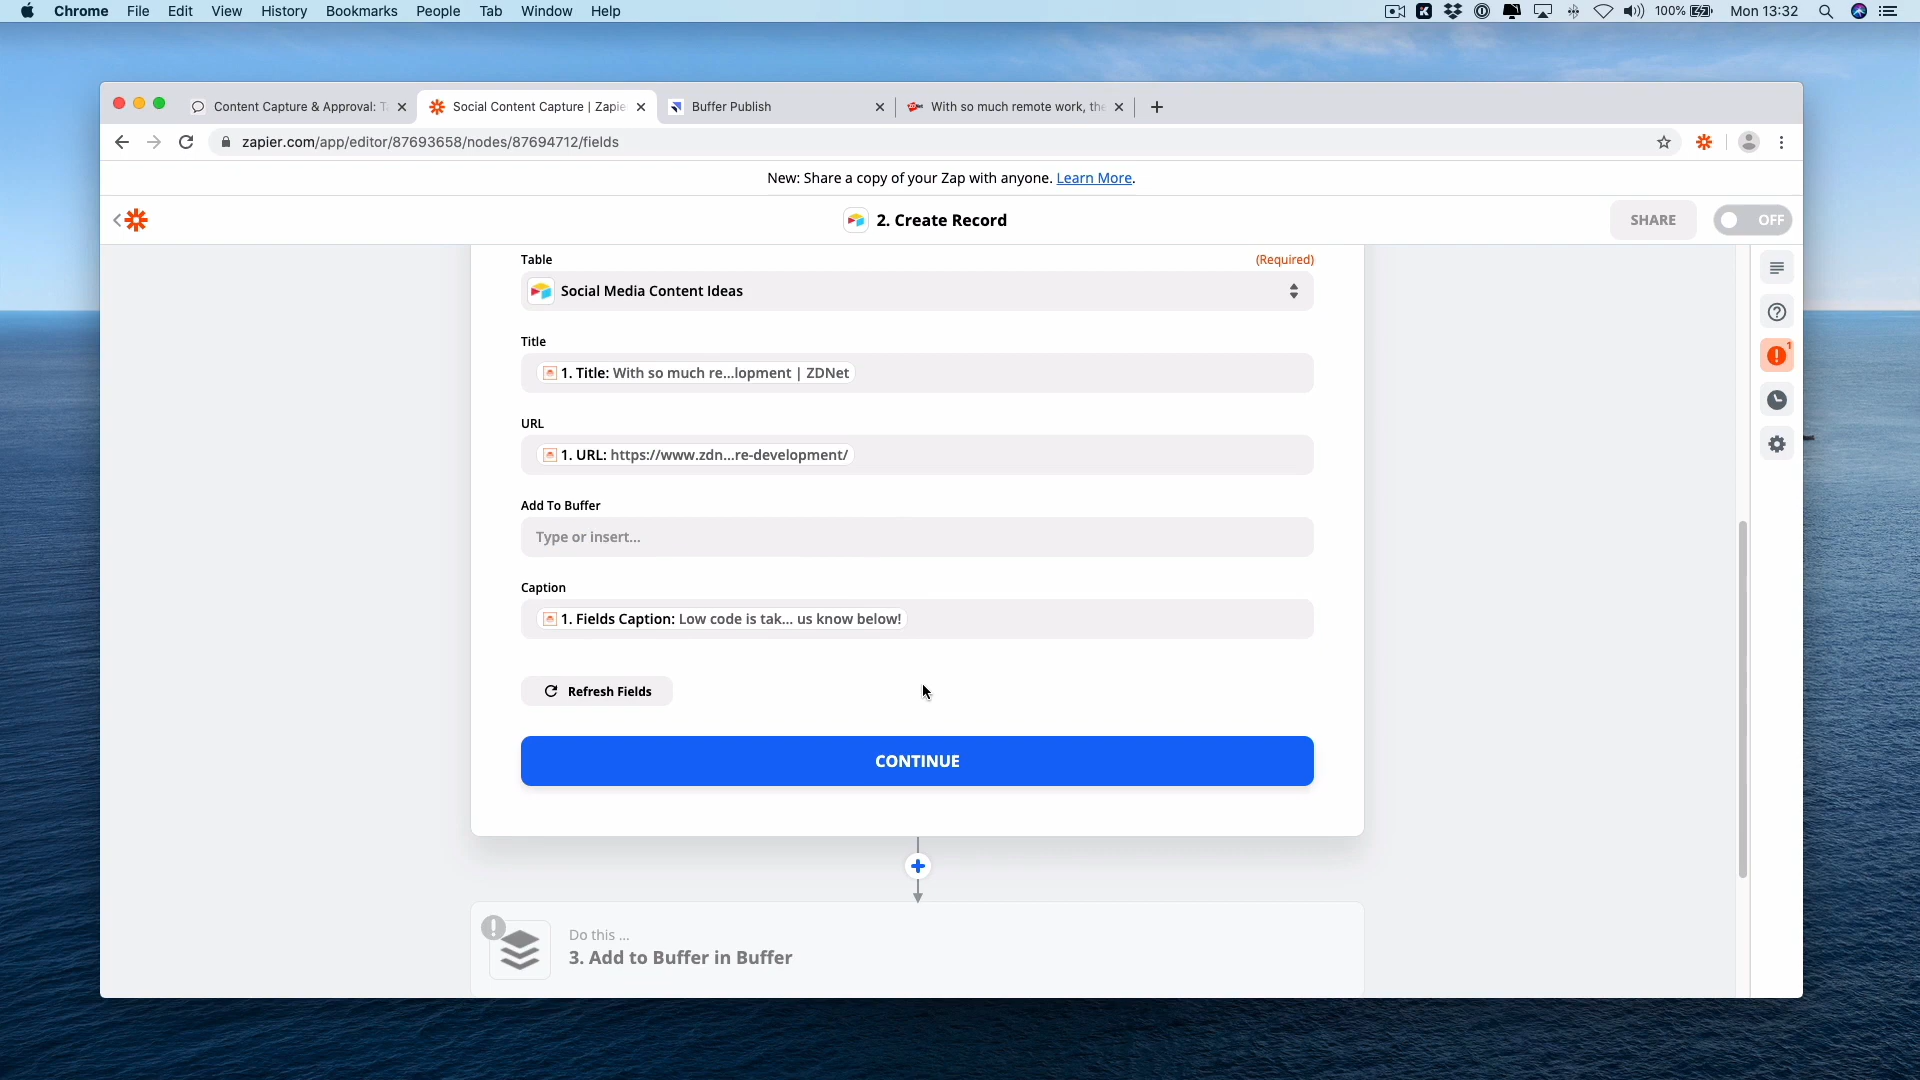 Chrome File Edit View History Bookmarks People Tab Window Help 100% Mon 13:32
Content Capture & Approval: T
Social Content Capture | Zapie
Buffer Publish
With so much remote work, the
zapier.com/app/editor/87693658/nodes/87694712/fields
New: Share a copy of your Zap with anyone. Learn More.
2. Create Record
SHARE
OFF
Table (Required)
Social Media Content Ideas
Title
1. Title: With so much re...lopment | ZDNet
URL
1. URL: https://www.zdn...re-development/
Add To Buffer
Type or insert...
Caption
1. Fields Caption: Low code is tak... us know below!
Refresh Fields
CONTINUE
Do this ...
3. Add to Buffer in Buffer